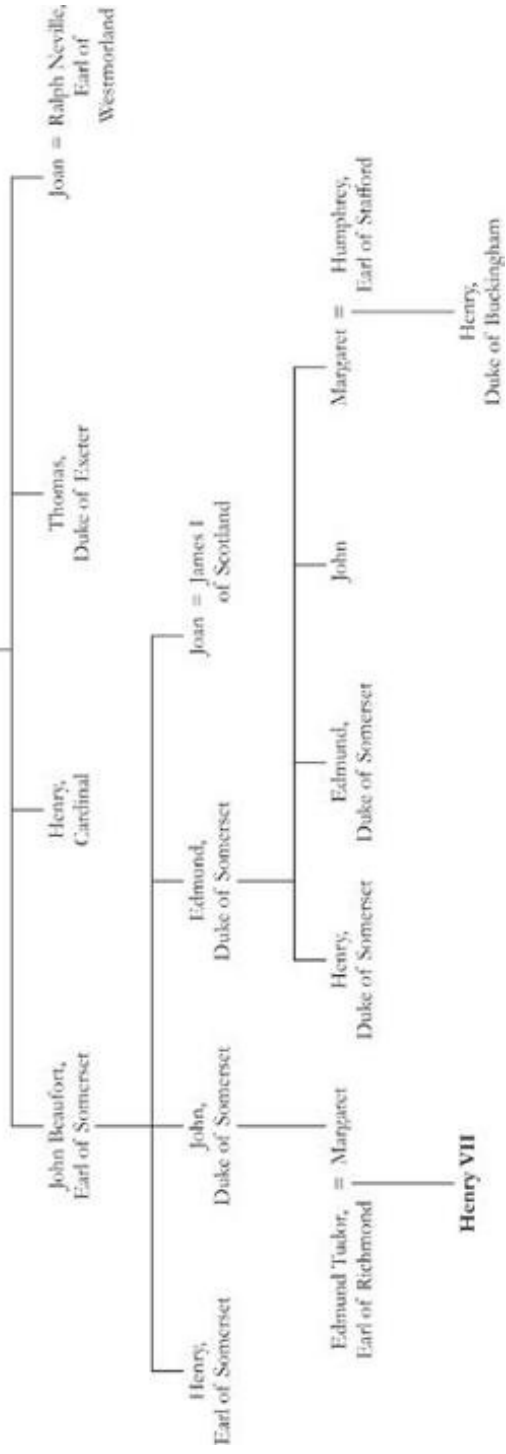 John Beaufort,
Earl of Somerset
Henry,
Cardinal
Thomas,
Duke of Exeter
Joan = Ralph Neville,
Earl of
Westmorland
Henry,
Earl of Somerset
John,
Duke of Somerset
Edmund,
Duke of Somerset
Joan = James I
of Scotland
Edmund Tudor, = Margaret
Earl of Richmond
Henry,
Duke of Somerset
Edmund,
Duke of Somerset
John
Margaret = Humphrey,
Earl of Stafford
Henry VII
Henry,
Duke of Buckingham